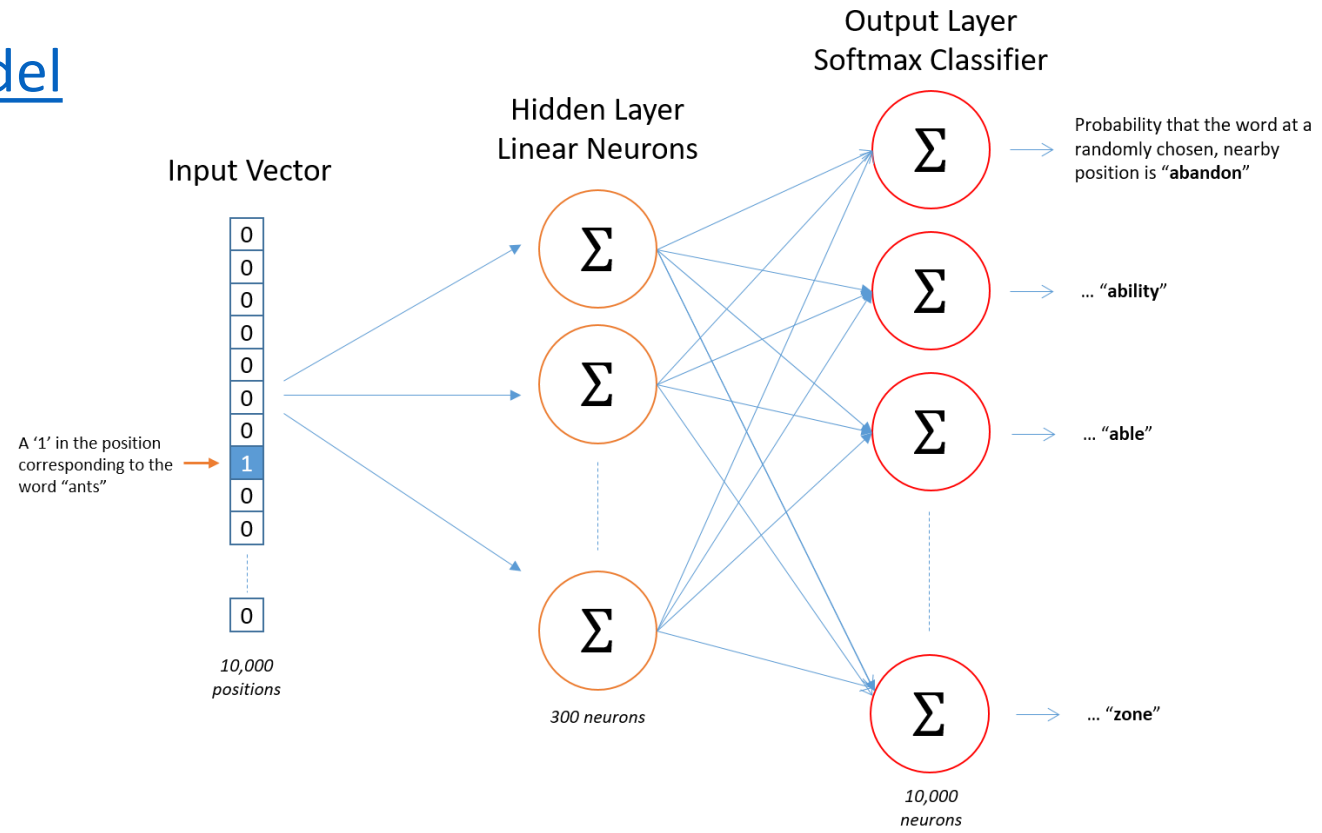 del
Input Vector
0
0
0
0
0
0
0
1
0
0
0
A ‘1’ in the position
corresponding to the
word “ants”
10,000
positions
Hidden Layer
Linear Neurons
Σ
Σ
Σ
300 neurons
Output Layer
Softmax Classifier
Σ
Σ
Σ
Σ
10,000
neurons
Probability that the word at a
randomly chosen, nearby
position is “abandon”
... “ability”
... “able”
... “zone”